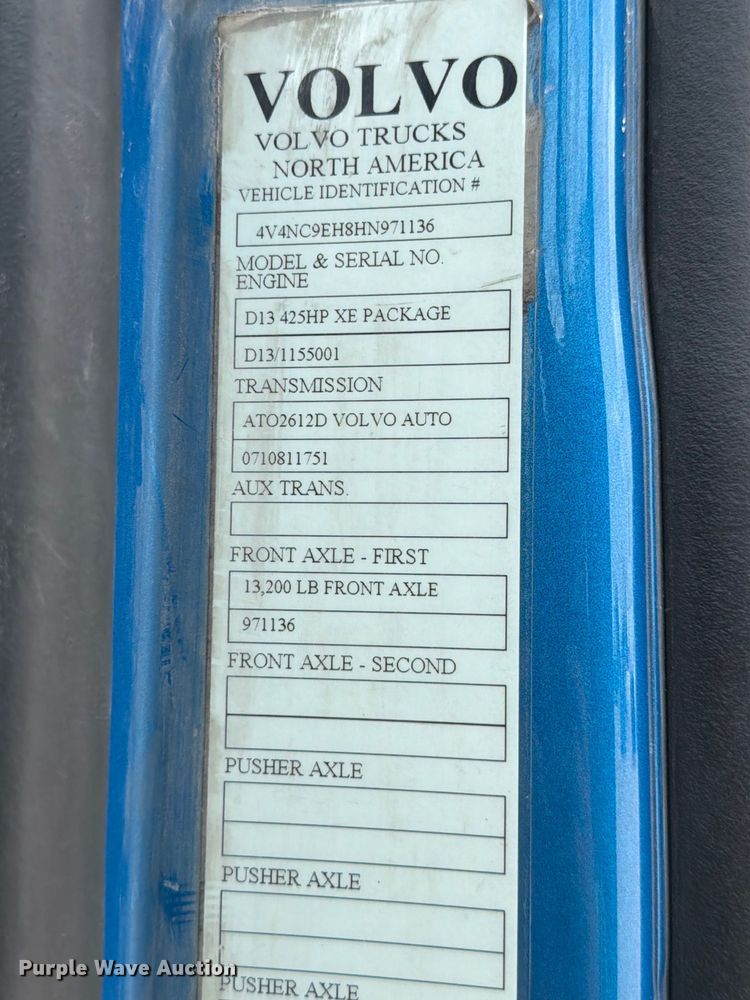 VOLVO
VOLVO TRUCKS
NORTH AMERICA
VEHICLE IDENTIFICATION #
4V4NC9EH8HN971136
MODEL & SERIAL NO.
ENGINE
D13 425HP XE PACKAGE
D13/1155001
TRANSMISSION
ATO2612D VOLVO AUTO
0710811751
AUX TRANS.
FRONT AXLE - FIRST
13,200 LB FRONT AXLE
971136
FRONT AXLE - SECOND
PUSHER AXLE
PUSHER AXLE
PUSHER AXLE
Purple Wave Auction